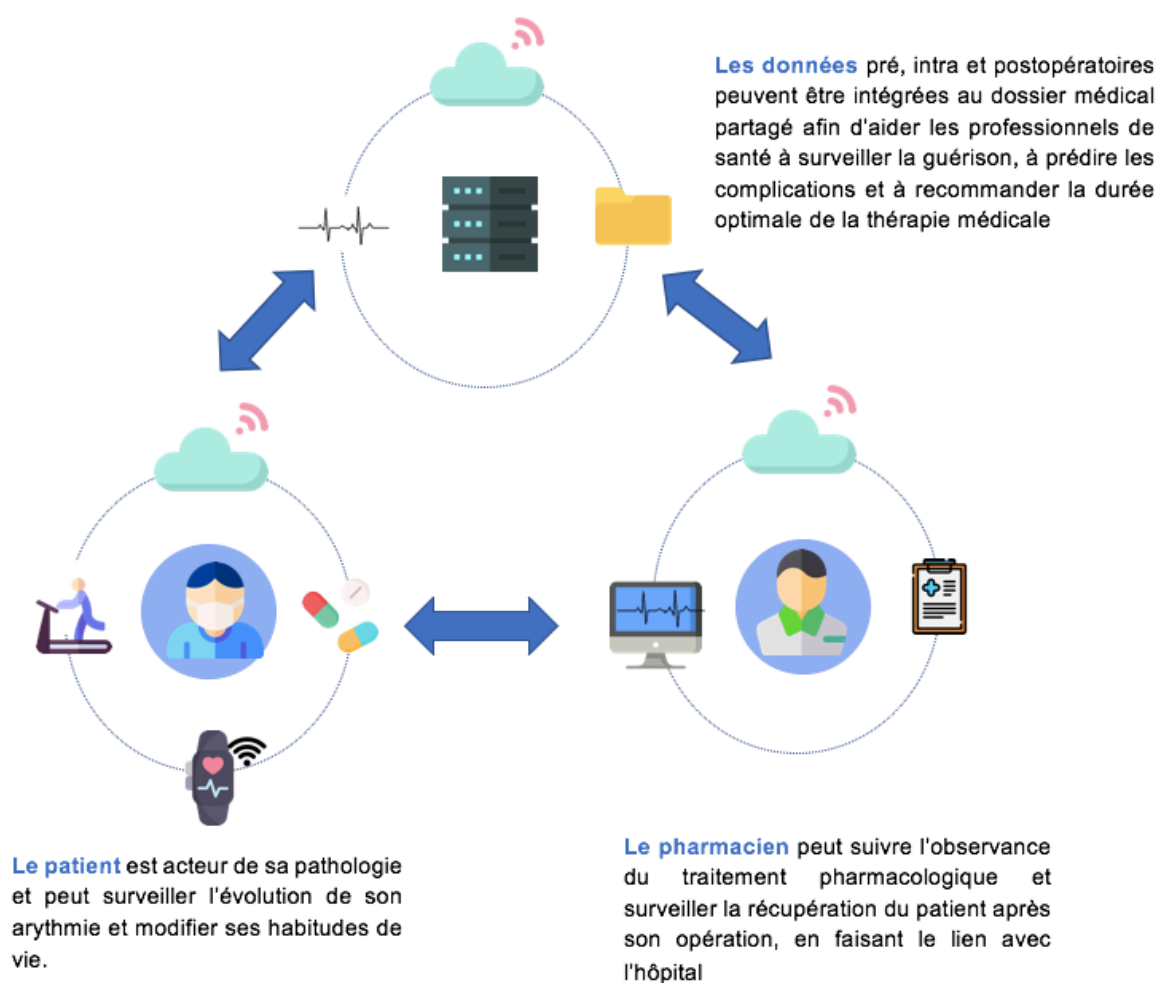 Les données pré, intra et postopératoires
peuvent être intégrées au dossier médical
partagé afin d'aider les professionnels de
santé à surveiller la guérison, à prédire les
complications et à recommander la durée
optimale de la thérapie médicale
Le patient est acteur de sa pathologie
et peut surveiller l'évolution de son
arythmie et modifier ses habitudes de
vie.
Le pharmacien peut suivre l'observance
du traitement pharmacologique et
surveiller la récupération du patient après
son opération, en faisant le lien avec
l'hôpital